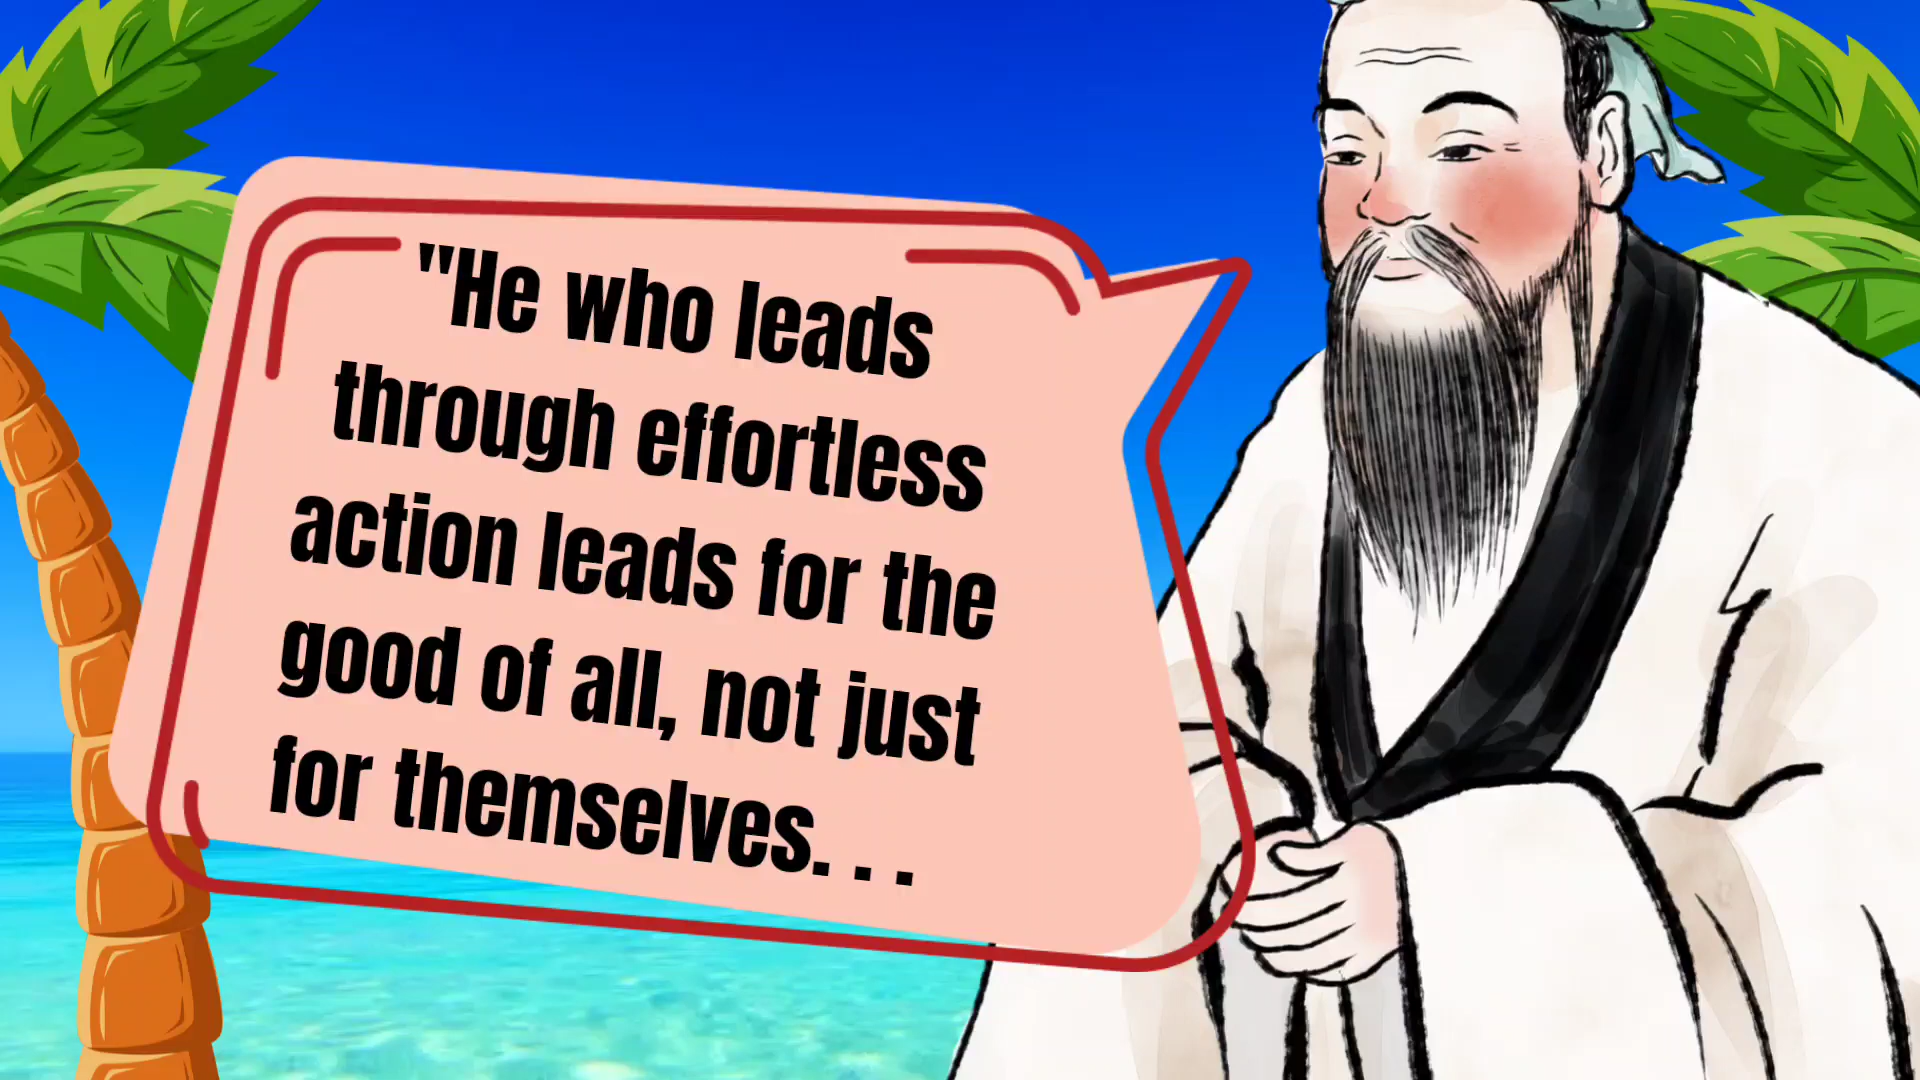 "He who leads
through effortless
action leads for the
good of all, not just
for themselves. . .